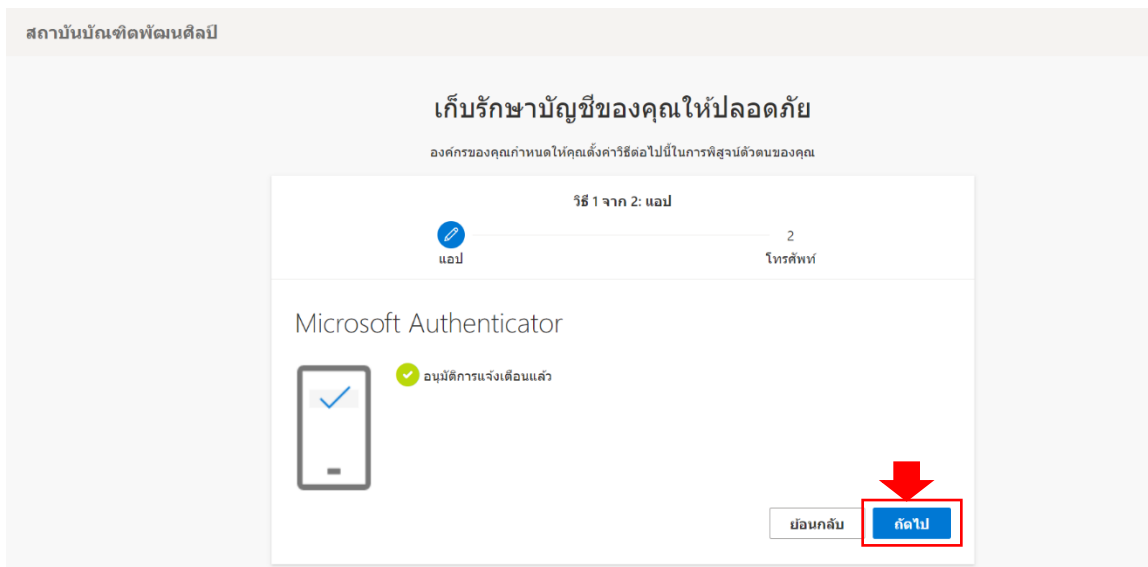 สถาบันบัณฑิตพัฒนศิลป์
เก็บรักษาบัญชีของคุณให้ปลอดภัย
องค์กรของคุณกำหนดให้คุณตั้งค่าวิธีต่อไปนี้ในการพิสูจน์ตัวตนของคุณ
วิธี 1 จาก 2: แอป
2
แอป
โทรศัพท์
Microsoft Authenticator
อนุมัติการแจ้งเตือนแล้ว
ย้อนกลับ
ถัดไป